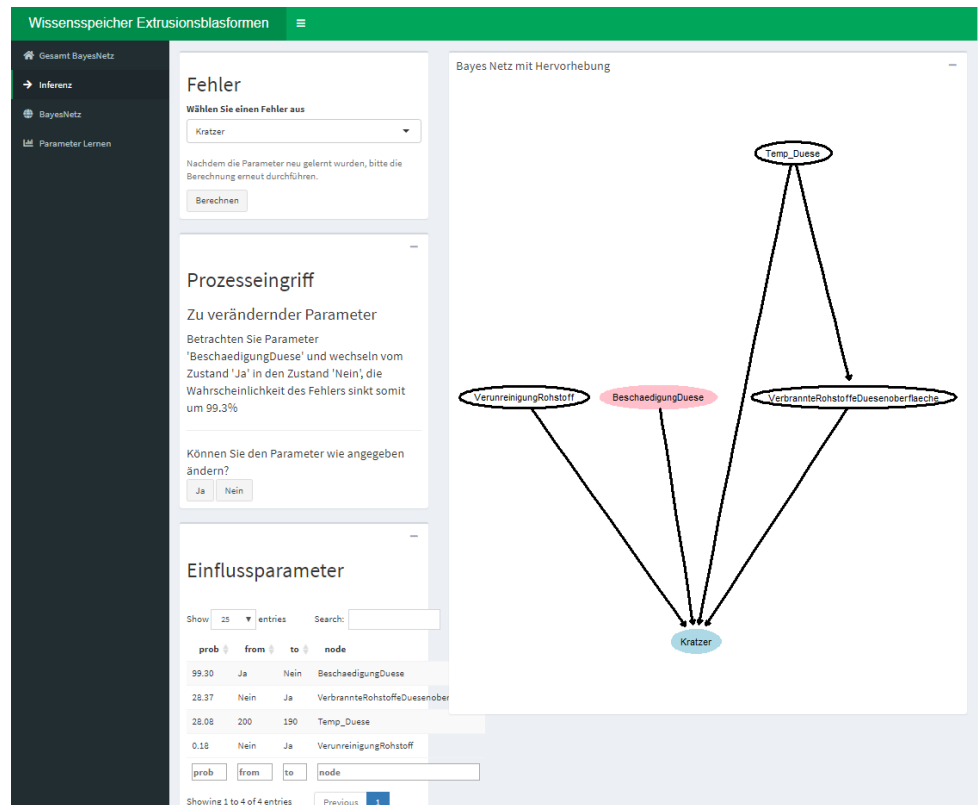 Wissensspeicher Extrusionsblasformen
Gesamt BayesNetz
Inferenz
BayesNetz
Parameter Lernen
Fehler
Wählen Sie einen Fehler aus
Kratzer
Nachdem die Parameter neu gelernt wurden, bitte die
Berechnung erneut durchführen.
Berechnen
Prozesseingriff
Zu verändernder Parameter
Betrachten Sie Parameter
'BeschaedigungDuese' und wechseln vom
Zustand 'Ja' in den Zustand 'Nein', die
Wahrscheinlichkeit des Fehlers sinkt somit
um 99.3%
Können Sie den Parameter wie angegeben
ändern?
Ja Nein
Einflussparameter
Show 25 entries Search:
prob from to node
99.30 Ja Nein BeschaedigungDuese
28.37 Nein Ja VerbrannteRohstoffeDuesenober
28.08 200 190 Temp_Duese
0.18 Nein Ja VerunreinigungRohstoff
prob from to node
Showing 1 to 4 of 4 entries Previous 1
Bayes Netz mit Hervorhebung
Temp_Duese
VerunreinigungRohstoff BeschaedigungDuese VerbrannteRohstoffeDuesenoberflaeche
Kratzer